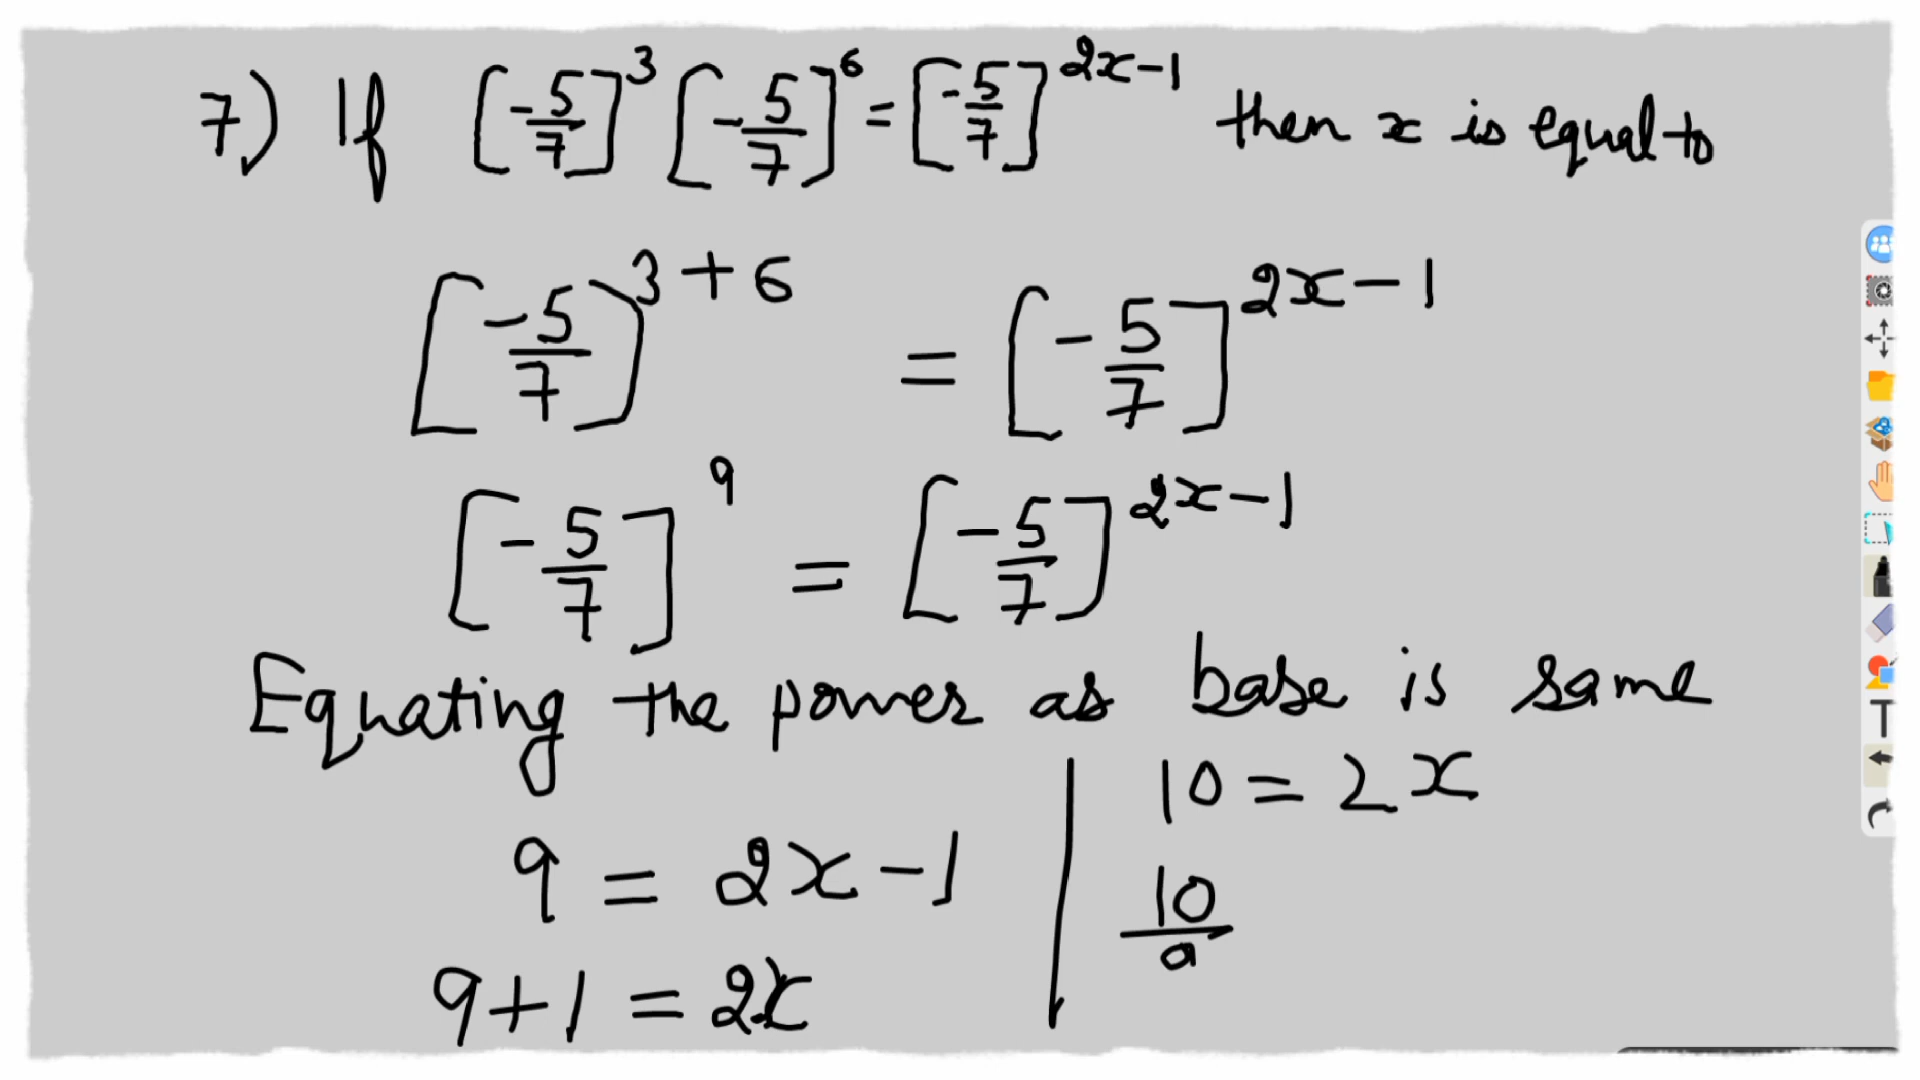 7) If [-5/7]^3 [-5/7]^6 = [-5/7]^2x-1 then x is equal to
[-5/7)^3+6 = [-5/7]^2x-1
[-5/7]^9 = [-5/7]^2x-1
Equating the power as base is same
9 = 2x-1
9+1 = 2x
10 = 2x
10
T